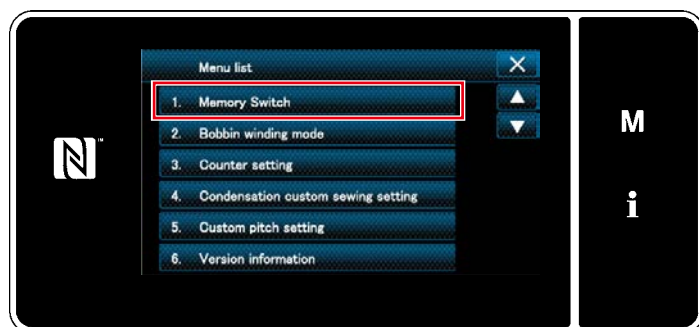 Menu list
1. Memory Switch
2. Bobbin winding mode
3. Counter setting
4. Condensation custom sewing setting
5. Custom pitch setting
6. Version information
N
M
i